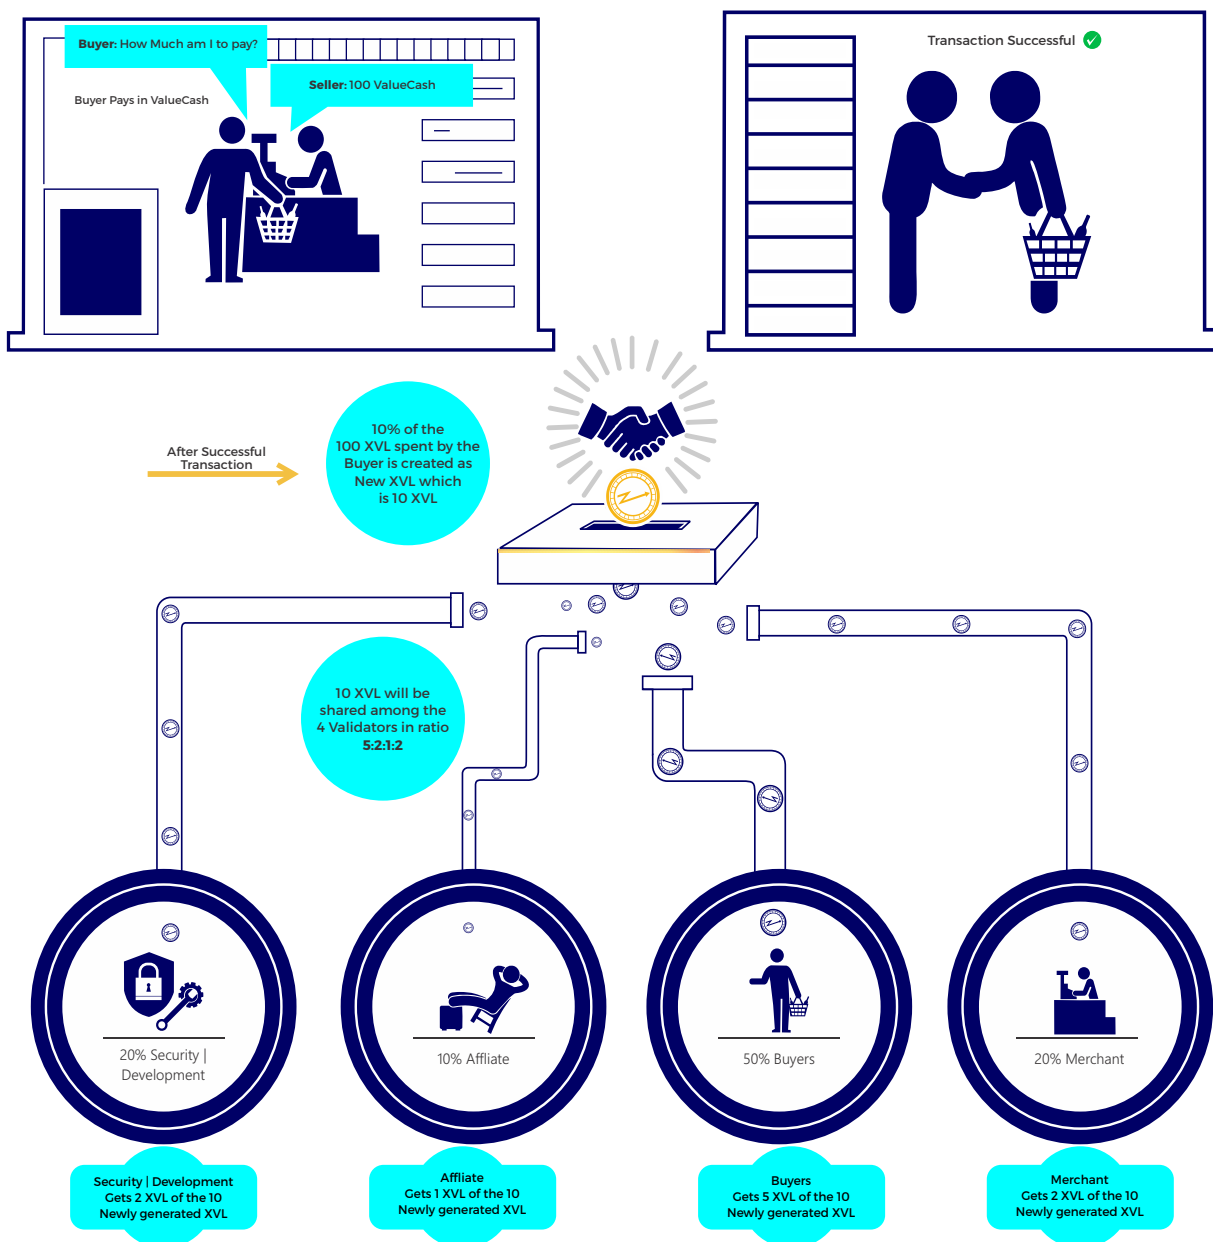 Buyer: How Much am I to pay?
Seller: 100 ValueCash
Buyer Pays in ValueCash
Transaction Successful
After Successful
Transaction
10% of the
100 XVL spent by the
Buyer is created as
New XVL which
is 10 XVL
10 XVL will be
shared among the
4 Validators in ratio
5:2:1:2
20% Security |
Development
10% Affliate
50% Buyers
20% Merchant
Security | Development
Gets 2 XVL of the 10
Newly generated XVL
Affliate
Gets 1 XVL of the 10
Newly generated XVL
Buyers
Gets 5 XVL of the 10
Newly generated XVL
Merchant
Gets 2 XVL of the 10
Newly generated XVL